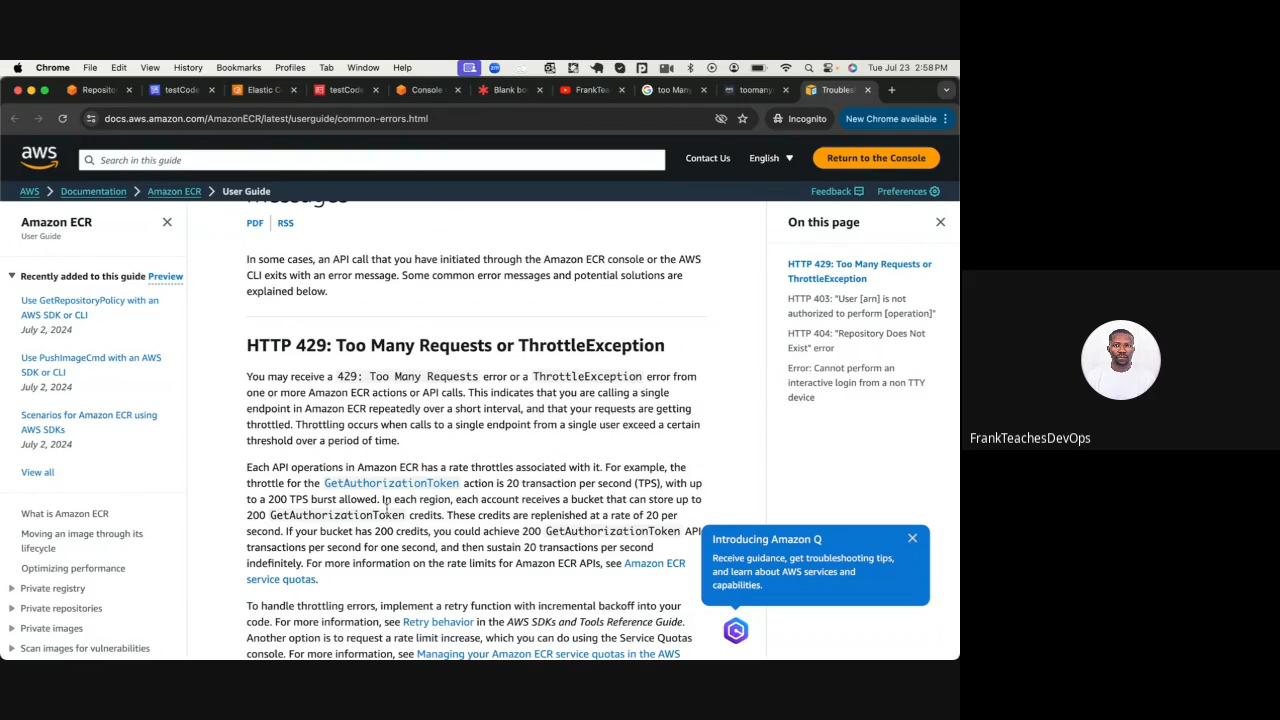 Chrome File Edit View History Bookmarks Profiles Tab Window Help Tue Jul 23 2:58 PM
Reposito testCode Elastic C testCode Console Blank bo FrankTea too Man toomany Troubles
docs.aws.amazon.com/AmazonECR/latest/userguide/common-errors.html Incognito New Chrome available
aws Search in this guide Contact Us English Return to the Console
AWS Documentation Amazon ECR User Guide Feedback Preferences
Amazon ECR
User Guide
Recently added to this guide Preview
Use GetRepositoryPolicy with an
AWS SDK or CLI
July 2, 2024
Use PushImageCmd with an AWS
SDK or CLI
July 2, 2024
Scenarios for Amazon ECR using
AWS SDKs
July 2, 2024
View all
What is Amazon ECR
Moving an image through its
lifecycle
Optimizing performance
Private registry
Private repositories
Private images
Scan images for vulnerabilities
messages
PDF RSS
In some cases, an API call that you have initiated through the Amazon ECR console or the AWS
CLI exits with an error message. Some common error messages and potential solutions are
explained below.
HTTP 429: Too Many Requests or ThrottleException
You may receive a 429: Too Many Requests error or a ThrottleException error from
one or more Amazon ECR actions or API calls. This indicates that you are calling a single
endpoint in Amazon ECR repeatedly over a short interval, and that your requests are getting
throttled. Throttling occurs when calls to a single endpoint from a single user exceed a certain
threshold over a period of time.
Each API operations in Amazon ECR has a rate throttles associated with it. For example, the
throttle for the GetAuthorizationToken action is 20 transaction per second (TPS), with up
to a 200 TPS burst allowed. In each region, each account receives a bucket that can store up to
200 GetAuthorizationToken credits. These credits are replenished at a rate of 20 per
second. If your bucket has 200 credits, you could achieve 200 GetAuthorizationToken API
transactions per second for one second, and then sustain 20 transactions per second
indefinitely. For more information on the rate limits for Amazon ECR APIs, see Amazon ECR
service quotas.
To handle throttling errors, implement a retry function with incremental backoff into your
code. For more information, see Retry behavior in the AWS SDKs and Tools Reference Guide.
Another option is to request a rate limit increase, which you can do using the Service Quotas
console. For more information, see Managing your Amazon ECR service quotas in the AWS
On this page
HTTP 429: Too Many Requests or
ThrottleException
HTTP 403: "User [arn] is not
authorized to perform [operation]"
HTTP 404: "Repository Does Not
Exist" error
Error: Cannot perform an
interactive login from a non TTY
device
Introducing Amazon Q
Receive guidance, get troubleshooting tips,
and learn about AWS services and
capabilities.
FrankTeachesDevOps